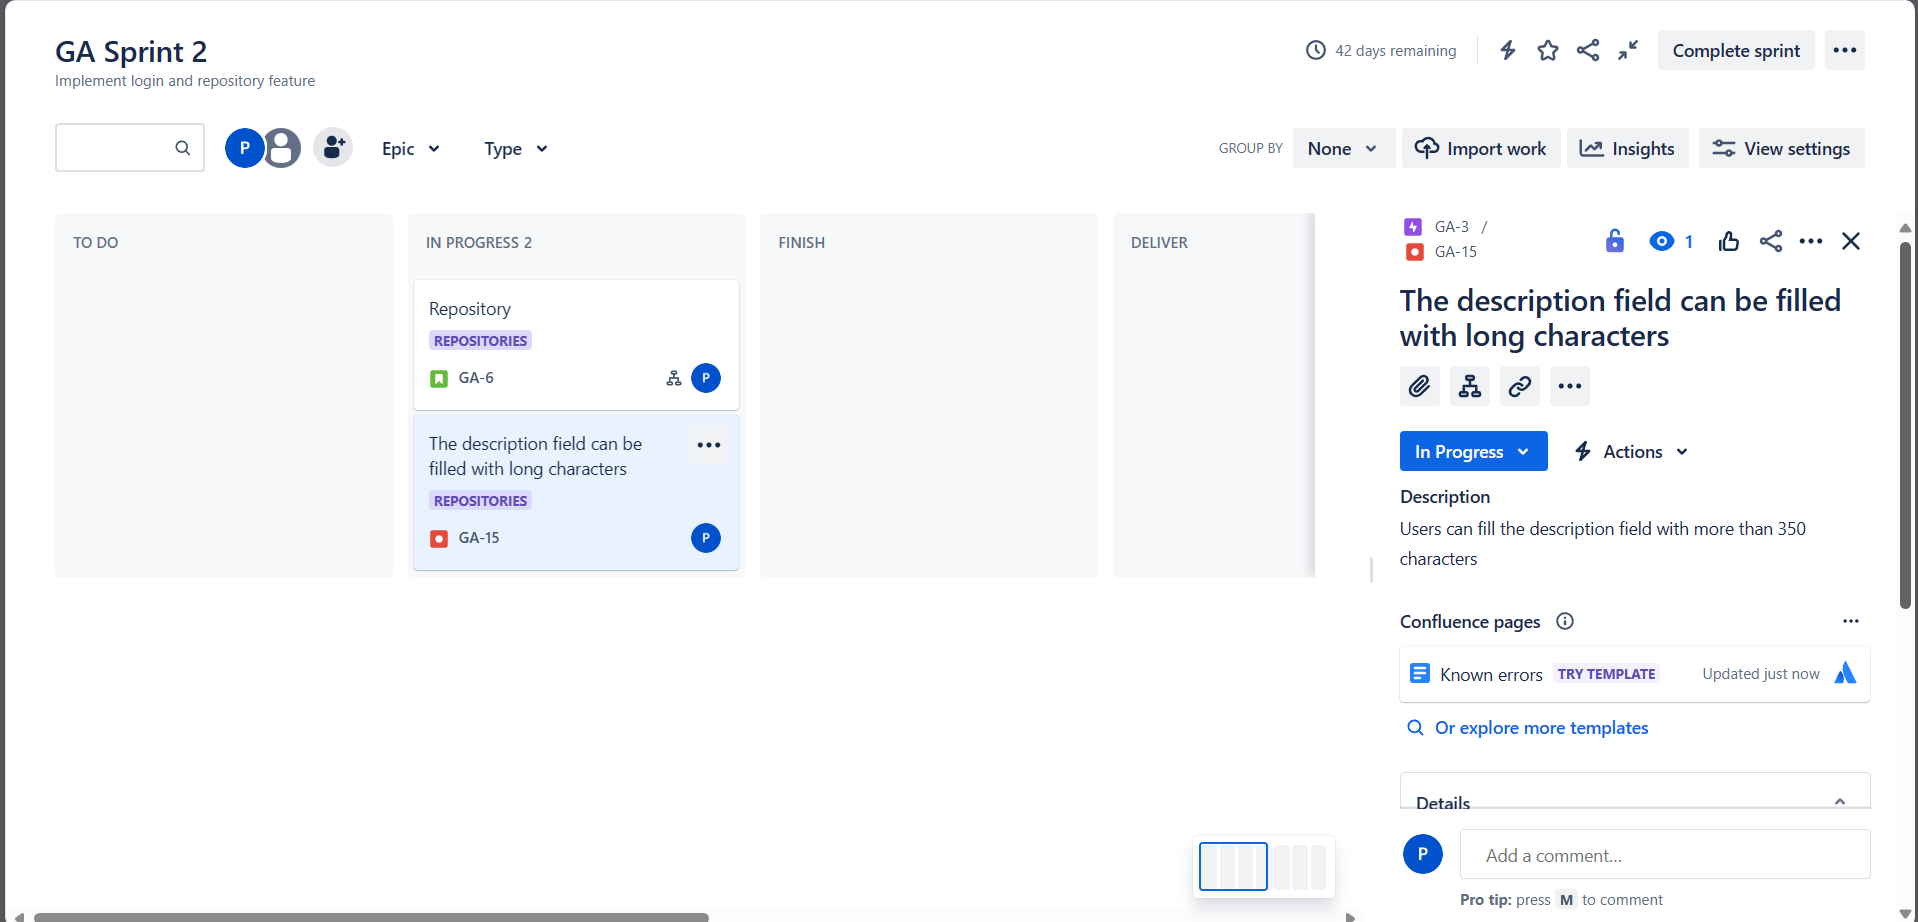 GA Sprint 2
Implement login and repository feature
42 days remaining
Complete sprint
P
Epic
Type
GROUP BY
None
Import work
Insights
View settings
TO DO
IN PROGRESS 2
Repository
REPOSITORIES
GA-6
P
The description field can be
filled with long characters
REPOSITORIES
GA-15
P
FINISH
DELIVER
GA-3 /
GA-15
1
The description field can be filled
with long characters
In Progress
Actions
Description
Users can fill the description field with more than 350
characters
Confluence pages
Known errors TRY TEMPLATE Updated just now
Or explore more templates
Details
P
Add a comment...
Pro tip: press M to comment